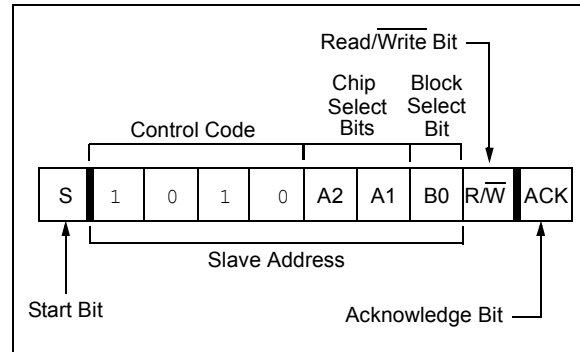 Read/Write Bit
Chip Select Bits
Block Select Bit
Control Code
S 1 0 1 0 A2 A1 B0 R/W ACK
Slave Address
Start Bit
Acknowledge Bit